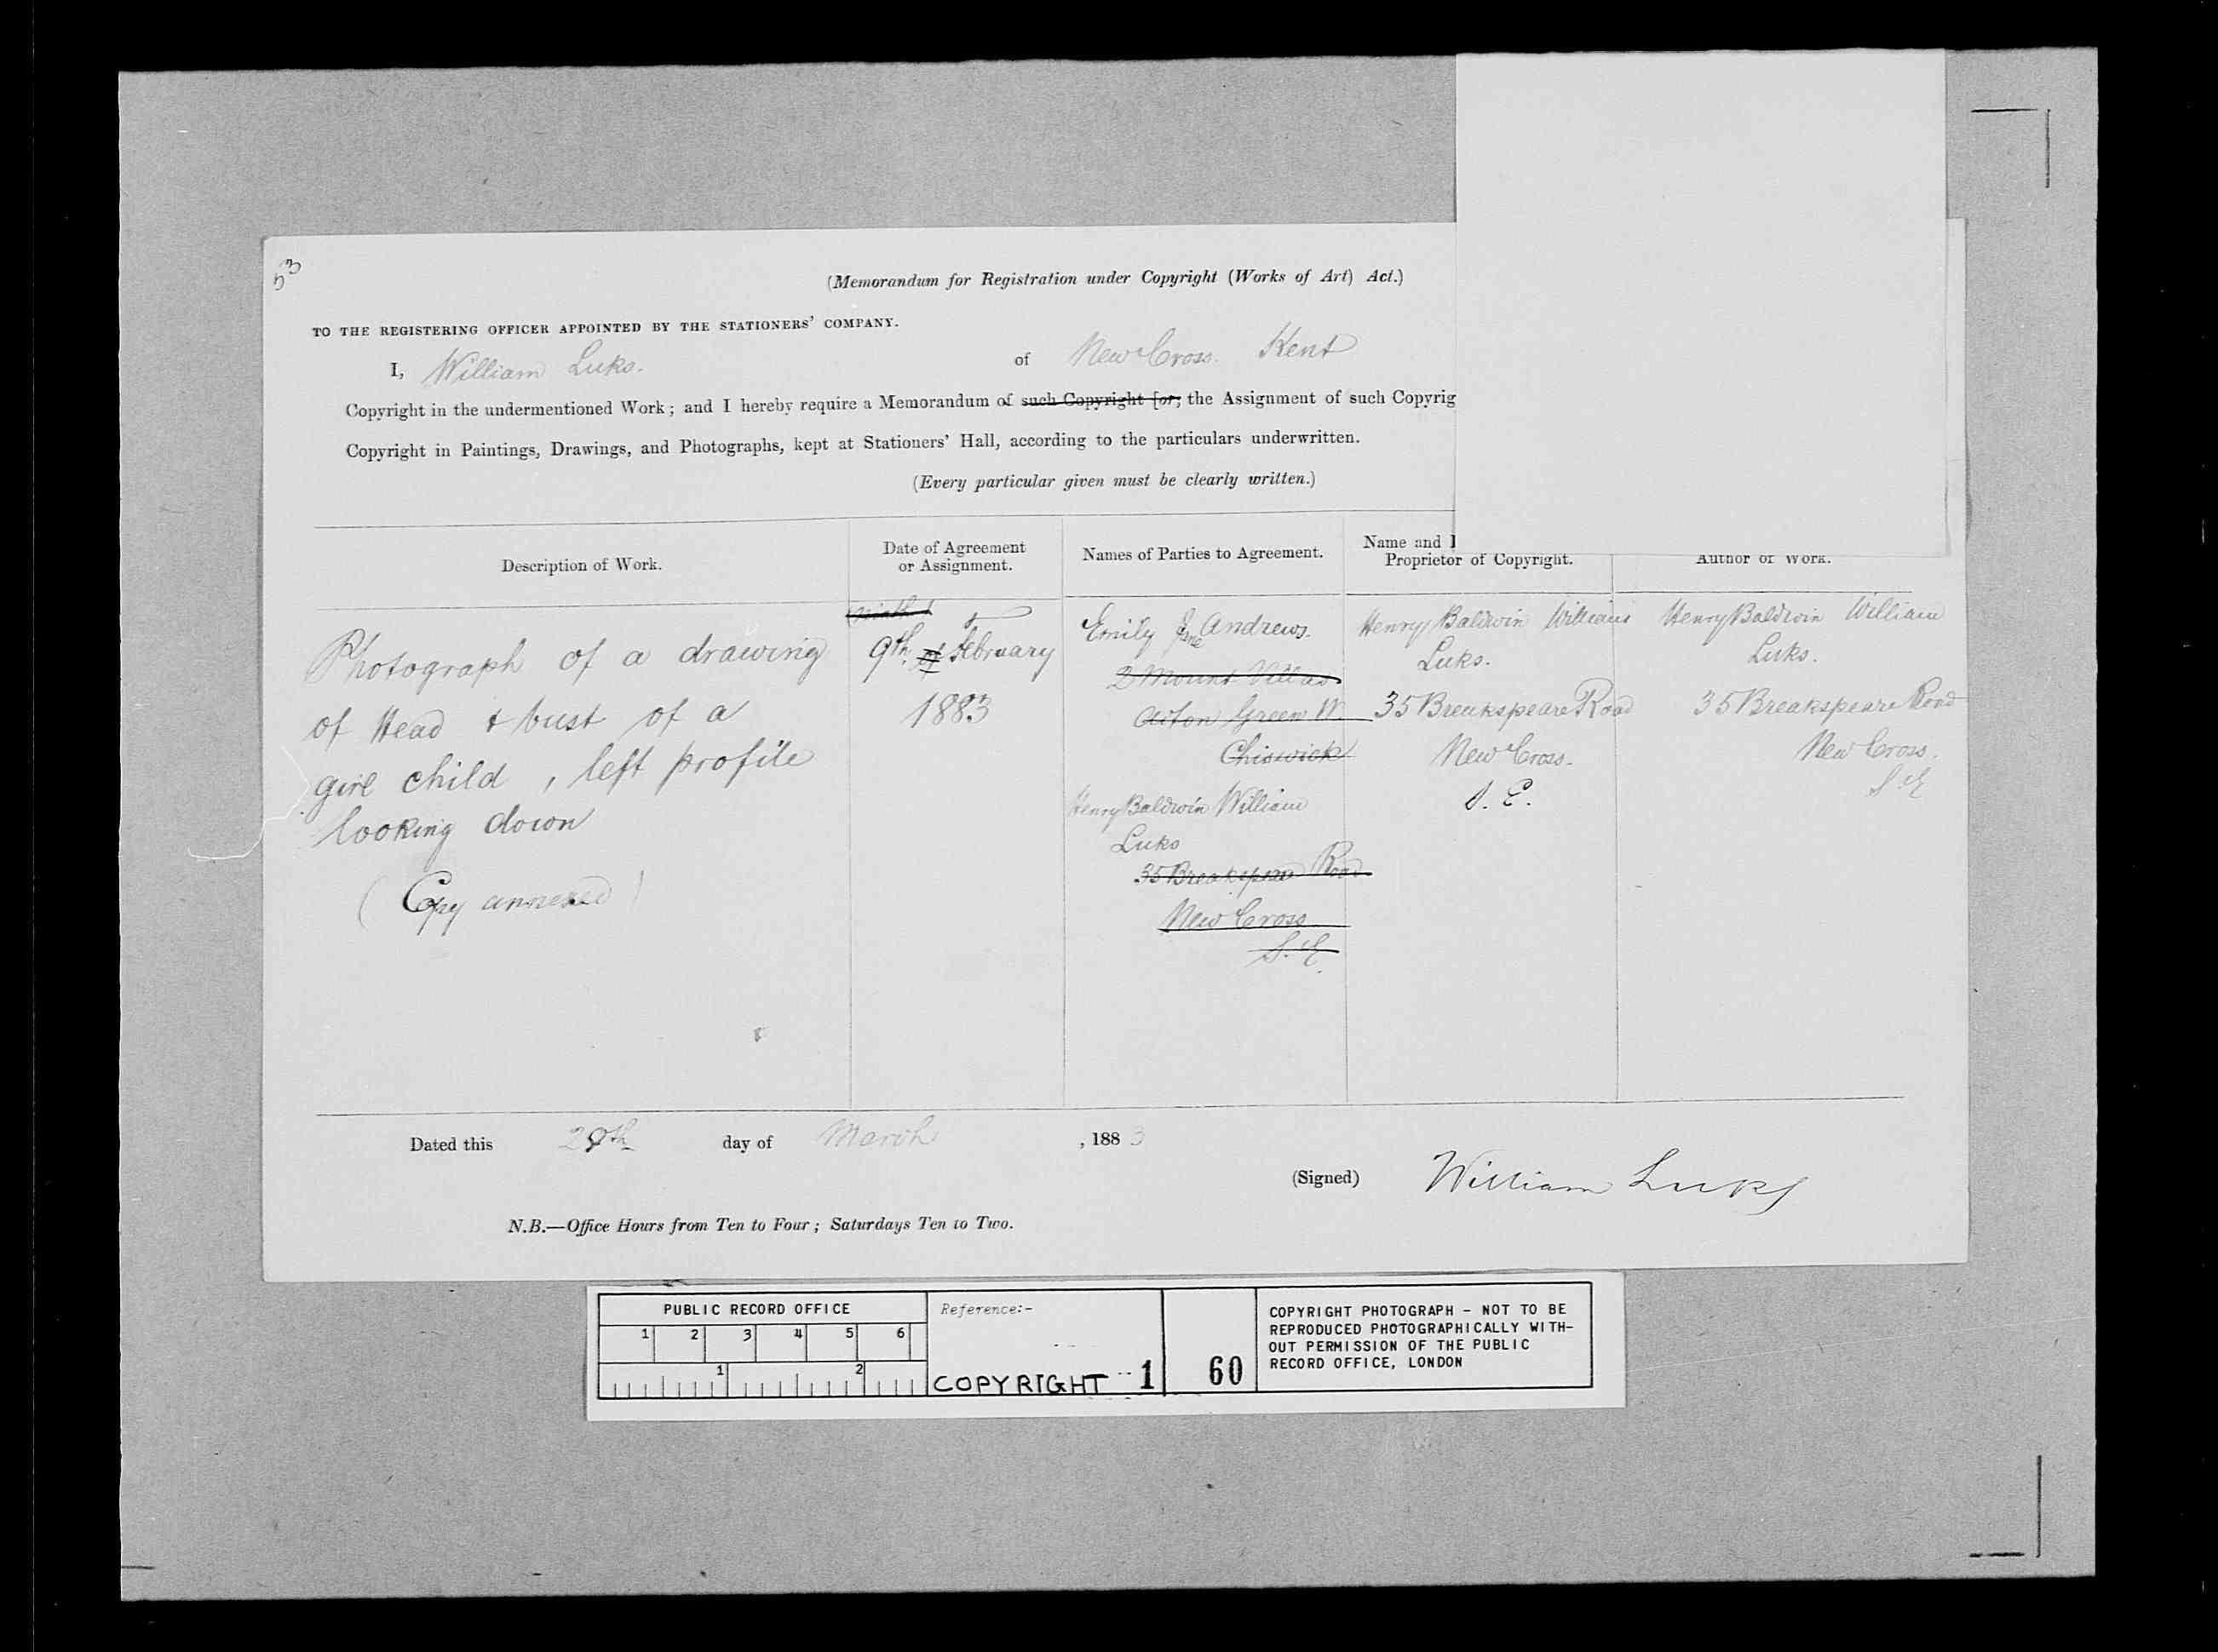 53
(Memorandum for Registration under Copyright (Works of Art) Act.)
TO THE REGISTERING OFFICER APPOINTED BY THE STATIONERS' COMPANY.
I, William Luks. of New Cross. Kent
Copyright in the undermentioned Work; and I hereby require a Memorandum of such Copyright [or, the Assignment of such Copyrig
Copyright in Paintings, Drawings, and Photographs, kept at Stationers' Hall, according to the particulars underwritten.
(Every particular given must be clearly written.)
Description of Work.
Photograph of a drawing
of Head & bust of a
girl child, left profile
looking down
(Copy annexed)
Date of Agreement
or Assignment.
9th of February
1883
Names of Parties to Agreement.
Emily Jane Andrews.
2 Mount Villas
Acton Green W.
Chiswick
Henry Baldwin William
Luks
35 Breakspear Road
New Cross
S.E.
Name and
Proprietor of Copyright.
Henry Baldwin William
Luks.
35 Breakspeare Road
New Cross.
S. E.
Author of Work.
Henry Baldwin William
Luks.
35 Breakspeare Road
New Cross.
S.E
Dated this 29th day of March, 1883
(Signed) William Luks
N.B.—Office Hours from Ten to Four; Saturdays Ten to Two.
PUBLIC RECORD OFFICE
1 2 3 4 5 6
1 2
Reference:-
COPYRIGHT 1 60
COPYRIGHT PHOTOGRAPH - NOT TO BE
REPRODUCED PHOTOGRAPHICALLY WITH-
OUT PERMISSION OF THE PUBLIC
RECORD OFFICE, LONDON